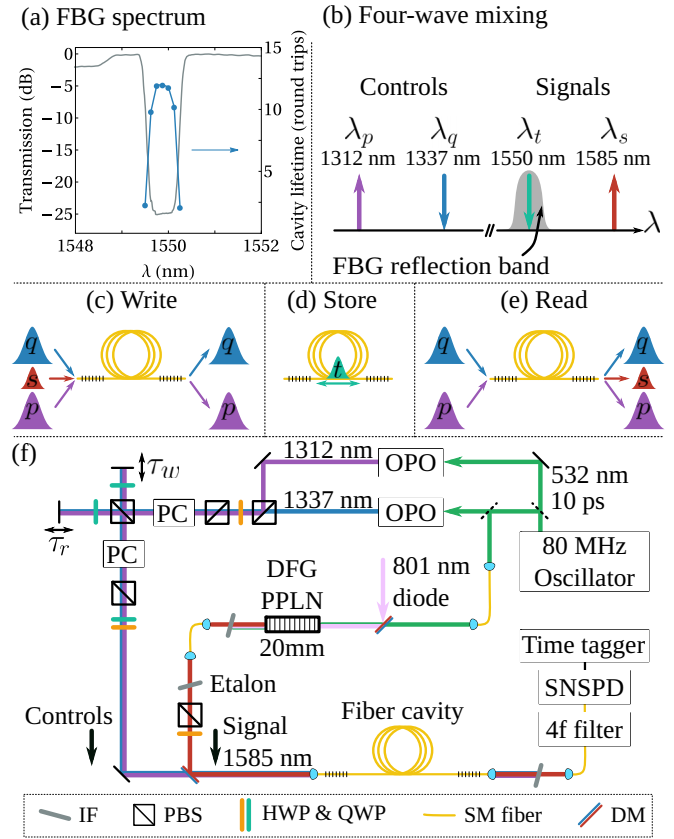 (a) FBG spectrum
0
−5
−10
−15
−20
−25
Transmission (dB)
15
10
5
Cavity lifetime (round trips)
1548
1550
1552
λ (nm)
(b) Four-wave mixing
Controls
Signals
λp
λq
λt
λs
1312 nm
1337 nm
1550 nm
1585 nm
λ
FBG reflection band
(c) Write
q
s
p
q
p
(d) Store
t
(e) Read
q
p
q
s
p
(f)
τw
τr
PC
PC
1312 nm
1337 nm
OPO
OPO
532 nm
10 ps
80 MHz
Oscillator
DFG
PPLN
20mm
801 nm
diode
Etalon
Controls
Signal
1585 nm
Fiber cavity
Time tagger
SNSPD
4f filter
IF
PBS
HWP & QWP
SM fiber
DM